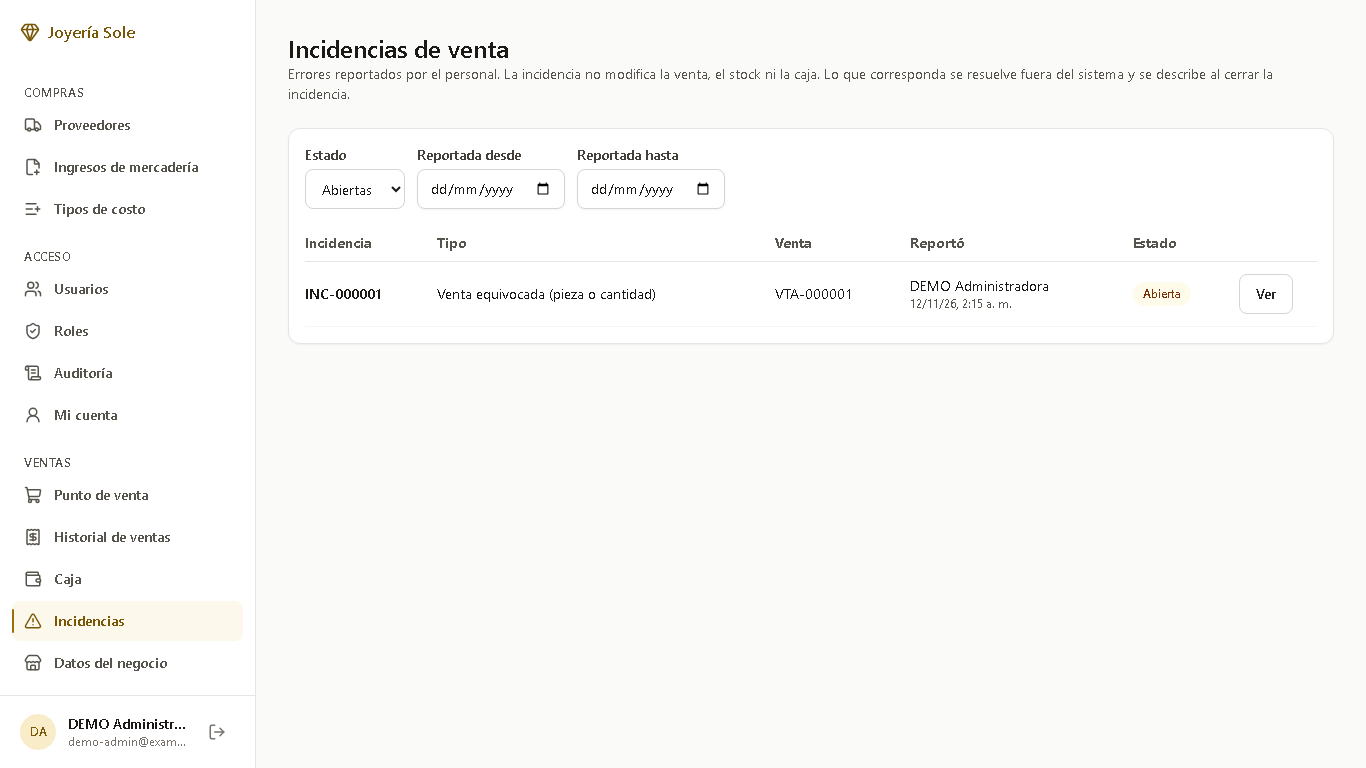 Joyería Sole
COMPRAS
Proveedores
Ingresos de mercadería
Tipos de costo
ACCESO
Usuarios
Roles
Auditoría
Mi cuenta
VENTAS
Punto de venta
Historial de ventas
Caja
Incidencias
Datos del negocio
DA
DEMO Administr...
demo-admin@exam...
Incidencias de venta
Errores reportados por el personal. La incidencia no modifica la venta, el stock ni la caja. Lo que corresponda se resuelve fuera del sistema y se describe al cerrar la
incidencia.
Estado Reportada desde Reportada hasta
Abiertas dd/mm/yyyy dd/mm/yyyy
Incidencia Tipo Venta Reportó Estado
INC-000001 Venta equivocada (pieza o cantidad) VTA-000001 DEMO Administradora Abierta Ver
12/11/26, 2:15 a. m.